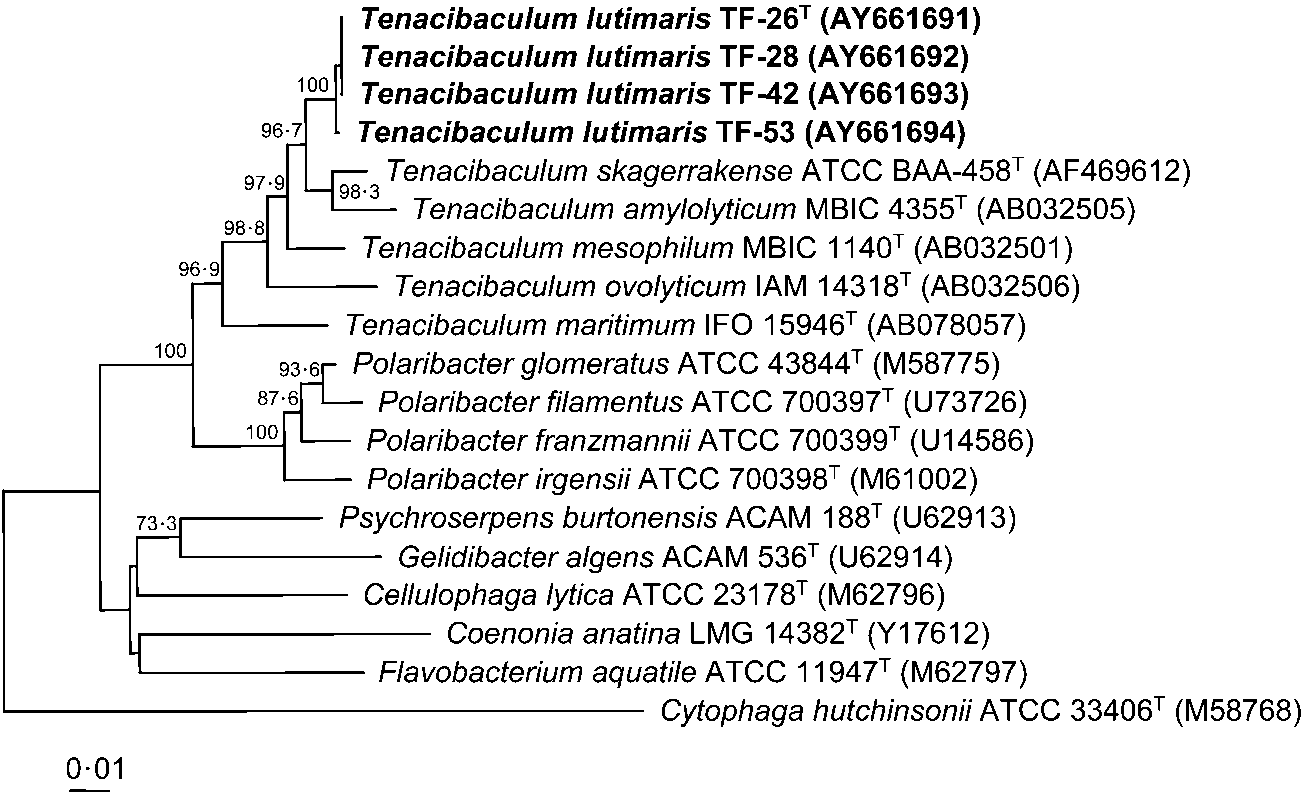 Tenacibaculum lutimaris TF-26ᵀ (AY661691)
Tenacibaculum lutimaris TF-28 (AY661692)
100 Tenacibaculum lutimaris TF-42 (AY661693)
96·7 Tenacibaculum lutimaris TF-53 (AY661694)
Tenacibaculum skagerrakense ATCC BAA-458ᵀ (AF469612)
97·9 98·3
Tenacibaculum amylolyticum MBIC 4355ᵀ (AB032505)
98·8 Tenacibaculum mesophilum MBIC 1140ᵀ (AB032501)
96·9 Tenacibaculum ovolyticum IAM 14318ᵀ (AB032506)
Tenacibaculum maritimum IFO 15946ᵀ (AB078057)
100 Polaribacter glomeratus ATCC 43844ᵀ (M58775)
93·6
87·6 Polaribacter filamentus ATCC 700397ᵀ (U73726)
100 Polaribacter franzmannii ATCC 700399ᵀ (U14586)
Polaribacter irgensii ATCC 700398ᵀ (M61002)
73·3 Psychroserpens burtonensis ACAM 188ᵀ (U62913)
Gelidibacter algens ACAM 536ᵀ (U62914)
Cellulophaga lytica ATCC 23178ᵀ (M62796)
Coenonia anatina LMG 14382ᵀ (Y17612)
Flavobacterium aquatile ATCC 11947ᵀ (M62797)
Cytophaga hutchinsonii ATCC 33406ᵀ (M58768)
0·01